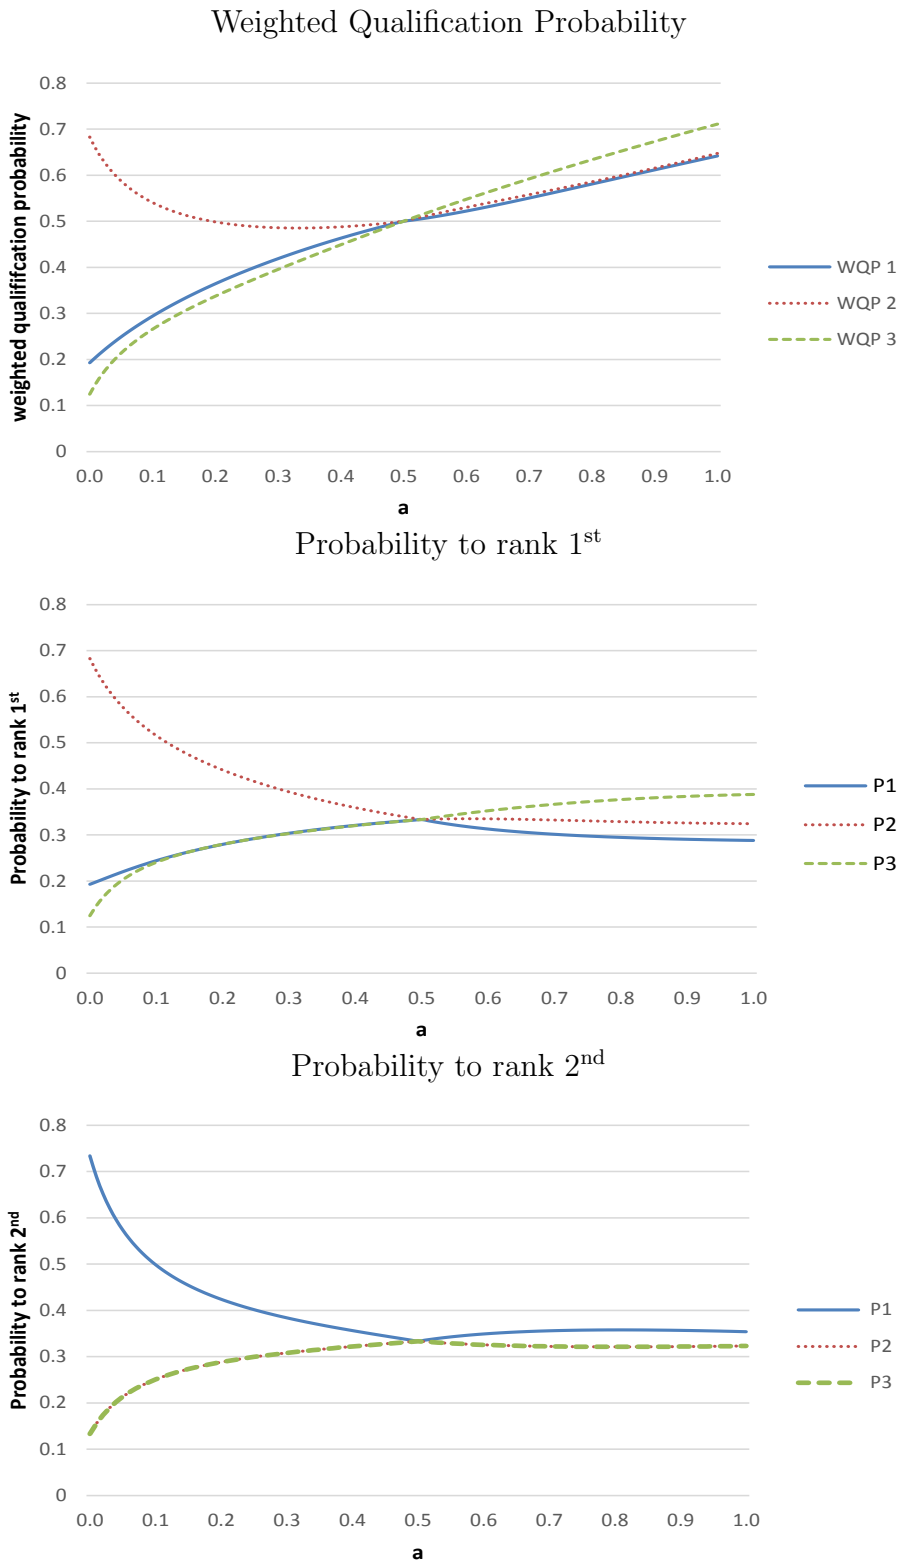 Weighted Qualification Probability
weighted qualififcation probability
0.8
0.7
0.6
0.5
0.4
0.3
0.2
0.1
0
0.0 0.1 0.2 0.3 0.4 0.5 0.6 0.7 0.8 0.9 1.0
a
WQP 1
WQP 2
WQP 3
Probability to rank 1st
Probability to rank 1st
0.8
0.7
0.6
0.5
0.4
0.3
0.2
0.1
0
0.0 0.1 0.2 0.3 0.4 0.5 0.6 0.7 0.8 0.9 1.0
a
P1
P2
P3
Probability to rank 2nd
Probability to rank 2nd
0.8
0.7
0.6
0.5
0.4
0.3
0.2
0.1
0
0.0 0.1 0.2 0.3 0.4 0.5 0.6 0.7 0.8 0.9 1.0
a
P1
P2
P3